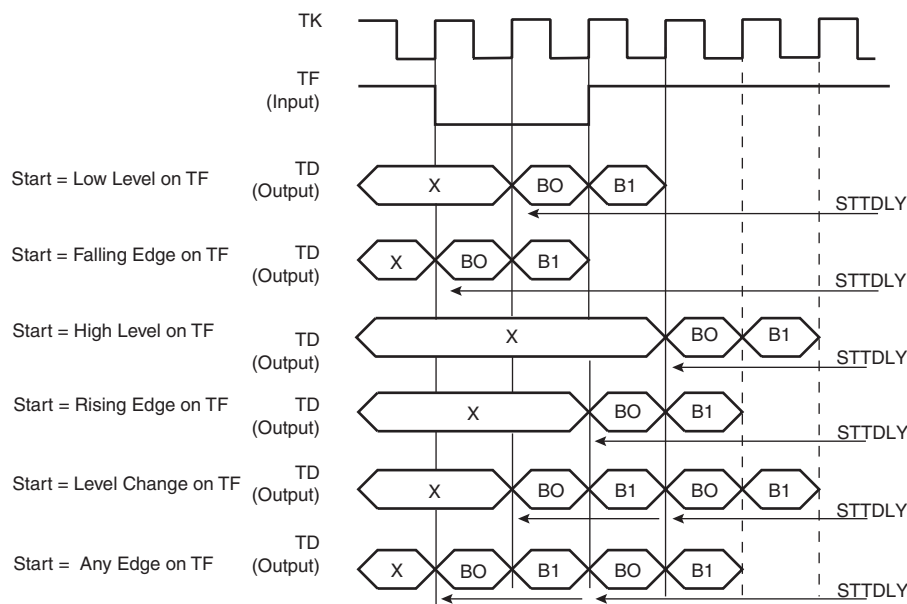 TK
TF
(Input)
Start = Low Level on TF
TD
(Output)
X
BO
B1
STTDLY
Start = Falling Edge on TF
TD
(Output)
X
BO
B1
STTDLY
Start = High Level on TF
TD
(Output)
X
BO
B1
STTDLY
Start = Rising Edge on TF
TD
(Output)
X
BO
B1
STTDLY
Start = Level Change on TF
TD
(Output)
X
BO
B1
BO
B1
STTDLY
Start = Any Edge on TF
TD
(Output)
X
BO
B1
BO
B1
STTDLY